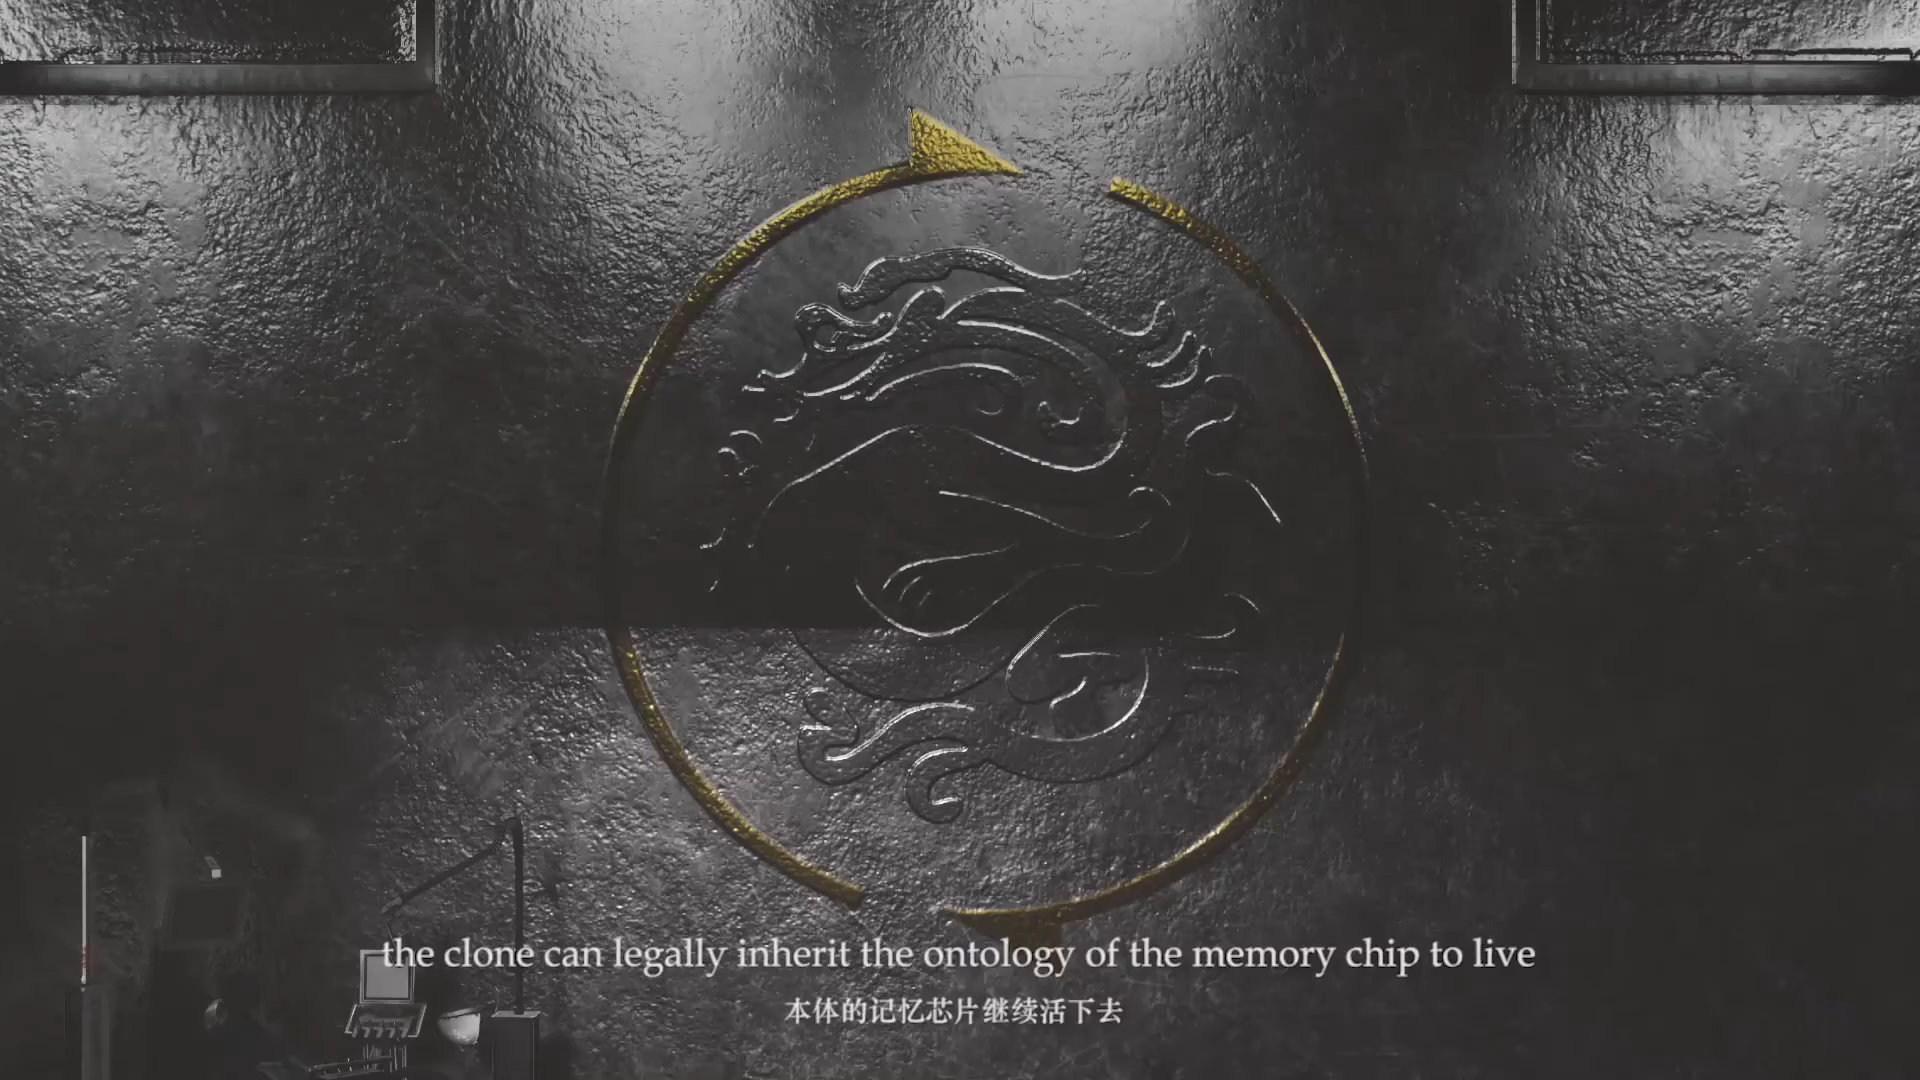 the clone can legally inherit the ontology of the memory chip to live
本体的记忆芯片继续活下去